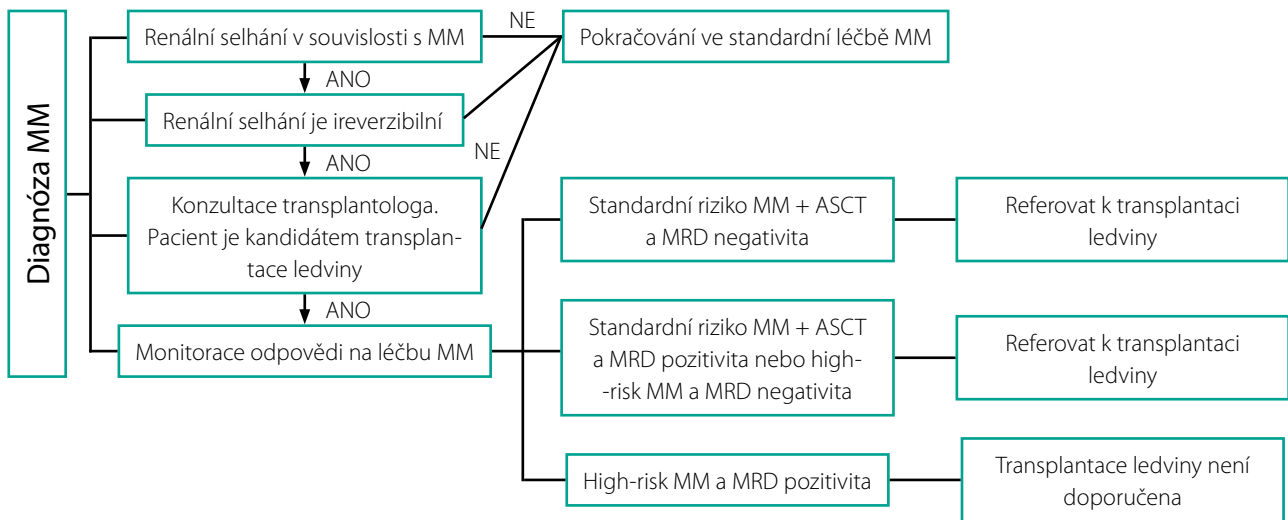 Diagnóza MM
Renální selhání v souvislosti s MM
NE
Pokračování ve standardní léčbě MM
ANO
Renální selhání je ireverzibilní
ANO
NE
Konzultace transplantologa.
Pacient je kandidátem transplan-
tace ledviny
ANO
Monitorace odpovědi na léčbu MM
Standardní riziko MM + ASCT
a MRD negativita
Referovat k transplantaci
ledviny
Standardní riziko MM + ASCT
a MRD pozitivita nebo high-
-risk MM a MRD negativita
Referovat k transplantaci
ledviny
High-risk MM a MRD pozitivita
Transplantace ledviny není
doporučena